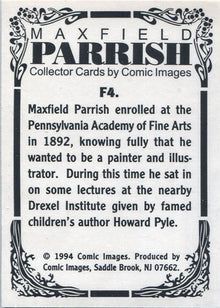 MAXFIELD
PARRISH
Collector Cards by Comic Images
F4.
Maxfield Parrish enrolled at the
Pennsylvania Academy of Fine Arts
in 1892, knowing fully that he
wanted to be a painter and illus-
trator. During this time he sat in
on some lectures at the nearby
Drexel Institute given by famed
children's author Howard Pyle.
© 1994 Comic Images. Produced by
Comic Images, Saddle Brook, NJ 07662.